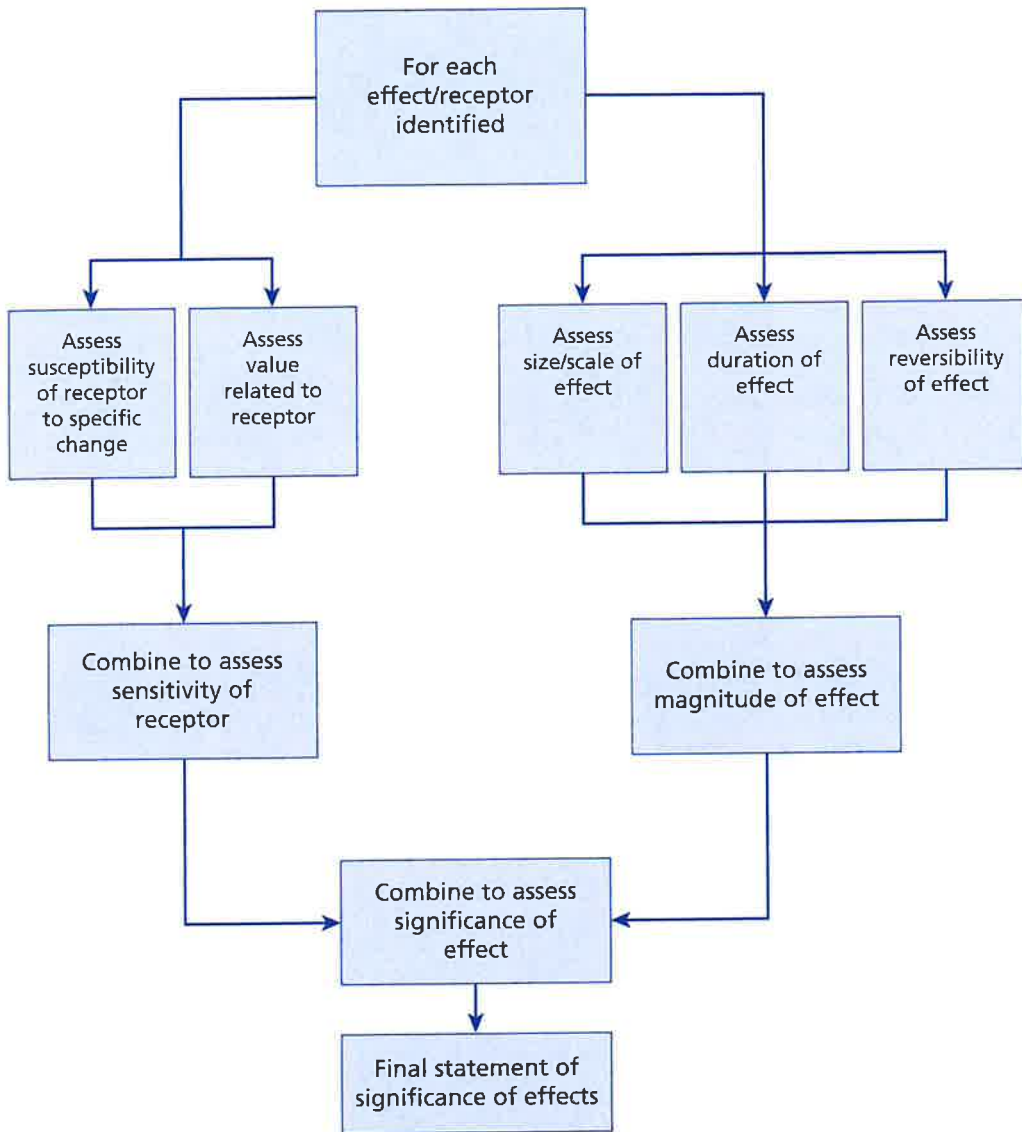 For each
effect/receptor
identified
Assess
susceptibility
of receptor
to specific
change
Assess
value
related to
receptor
Assess
size/scale of
effect
Assess
duration of
effect
Assess
reversibility
of effect
Combine to assess
sensitivity of
receptor
Combine to assess
magnitude of effect
Combine to assess
significance of
effect
Final statement of
significance of effects